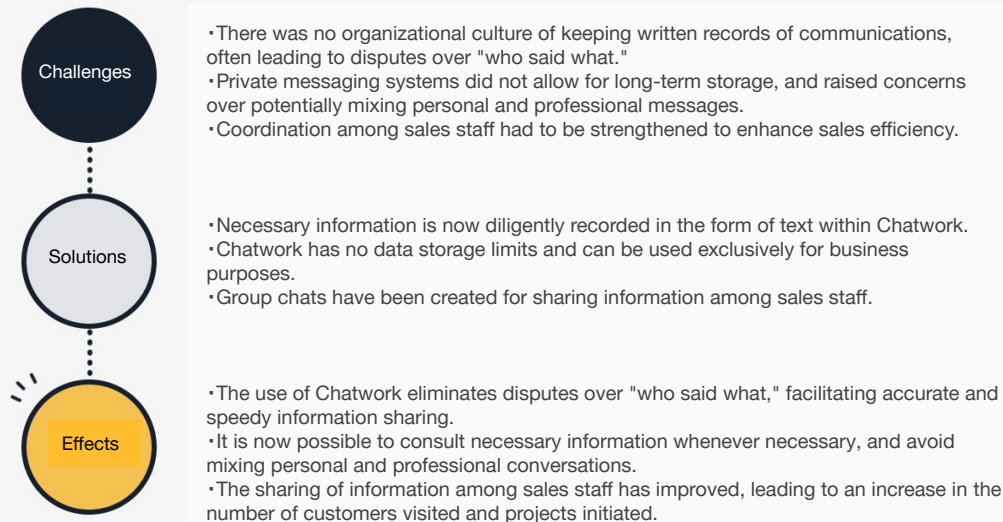 Challenges
・There was no organizational culture of keeping written records of communications,
often leading to disputes over "who said what."
・Private messaging systems did not allow for long-term storage, and raised concerns
over potentially mixing personal and professional messages.
・Coordination among sales staff had to be strengthened to enhance sales efficiency.
Solutions
・Necessary information is now diligently recorded in the form of text within Chatwork.
・Chatwork has no data storage limits and can be used exclusively for business
purposes.
・Group chats have been created for sharing information among sales staff.
Effects
・The use of Chatwork eliminates disputes over "who said what," facilitating accurate and
speedy information sharing.
・It is now possible to consult necessary information whenever necessary, and avoid
mixing personal and professional conversations.
・The sharing of information among sales staff has improved, leading to an increase in the
number of customers visited and projects initiated.